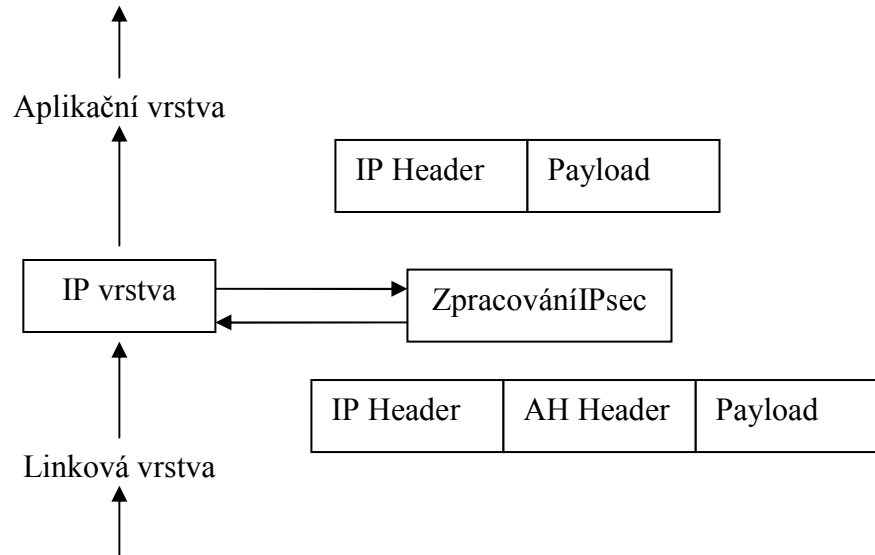 Aplikační vrstva
IP Header Payload
IP vrstva
ZpracováníIPsec
IP Header AH Header Payload
Linková vrstva